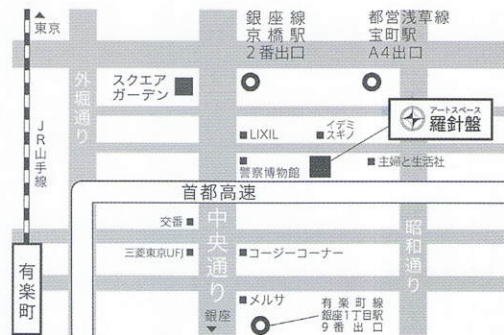 ▲
東京
銀座線
京橋駅
2番出口
都営浅草線
宝町駅
A4出口
外堀通り
スクエア
ガーデン
アートスペース
羅針盤
JR山手線
LIXIL
イデミ
スギノ
警察博物館
主婦と生活社
首都高速
交番
中央通り
昭和通り
三菱東京UFJ
コージーコーナー
有楽町
メルサ
有楽町線
銀座1丁目駅
9番出口
銀座
▼